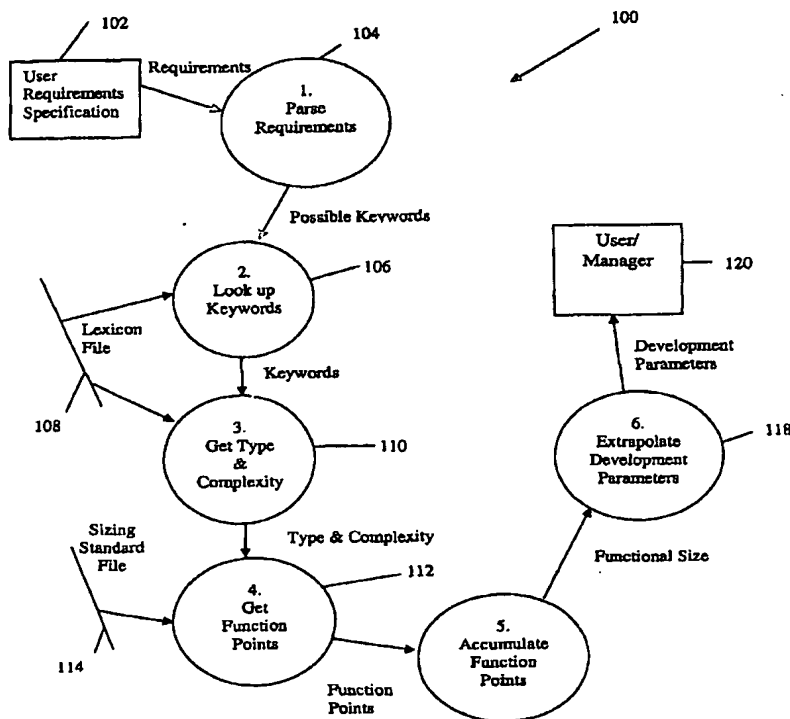 102
104
100
User
Requirements
Specification
Requirements
1.
Parse
Requirements
Possible Keywords
2.
Look up
Keywords
106
User/
Manager
120
Lexicon
File
Keywords
Development
Parameters
108
3.
Get Type
&
Complexity
110
6.
Extrapolate
Development
Parameters
118
Sizing
Standard
File
Type & Complexity
Functional Size
112
4.
Get
Function
Points
5.
Accumulate
Function
Points
114
Function
Points